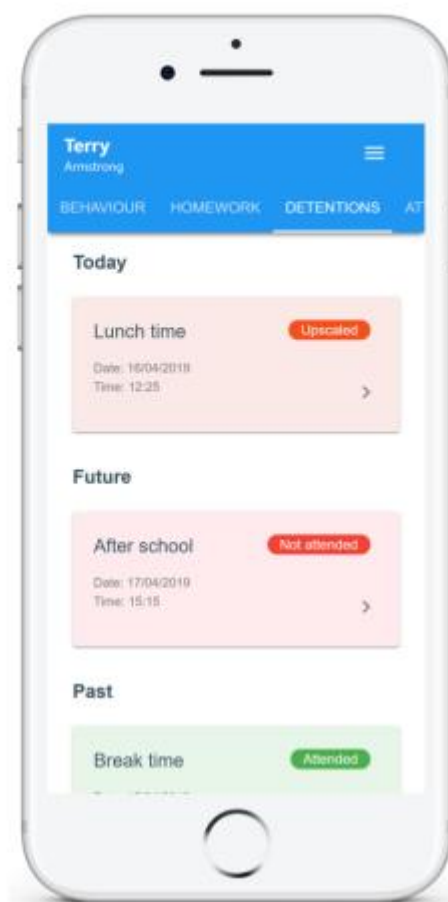 Terry
Armstrong
BEHAVIOUR HOMEWORK DETENTIONS AT
Today
Lunch time Upscaled
Date: 16/04/2019
Time: 12:25
Future
After school Not attended
Date: 17/04/2019
Time: 15:15
Past
Break time Attended